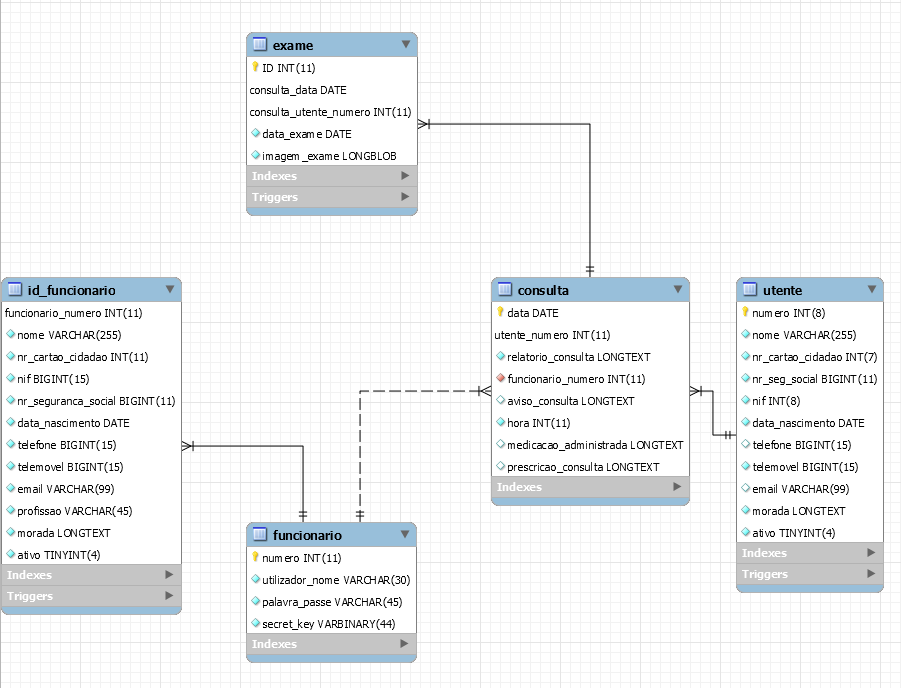 exame
ID INT(11)
consulta_data DATE
consulta_utente_numero INT(11)
data_exame DATE
imagem_exame LONGBLOB
Indexes
Triggers
id_funcionario
funcionario_numero INT(11)
nome VARCHAR(255)
nr_cartao_cidadao INT(11)
nif BIGINT(15)
nr_seguranca_social BIGINT(11)
data_nascimento DATE
telefone BIGINT(15)
telemovel BIGINT(15)
email VARCHAR(99)
profissao VARCHAR(45)
morada LONGTEXT
ativo TINYINT(4)
Indexes
Triggers
consulta
data DATE
utente_numero INT(11)
relatorio_consulta LONGTEXT
funcionario_numero INT(11)
aviso_consulta LONGTEXT
hora INT(11)
medicacao_administrada LONGTEXT
prescricao_consulta LONGTEXT
Indexes
utente
numero INT(8)
nome VARCHAR(255)
nr_cartao_cidadao INT(7)
nr_seg_social BIGINT(11)
nif INT(8)
data_nascimento DATE
telefone BIGINT(15)
telemovel BIGINT(15)
email VARCHAR(99)
morada LONGTEXT
ativo TINYINT(4)
Indexes
Triggers
funcionario
numero INT(11)
utilizador_nome VARCHAR(30)
palavra_passe VARCHAR(45)
secret_key VARBINARY(44)
Indexes